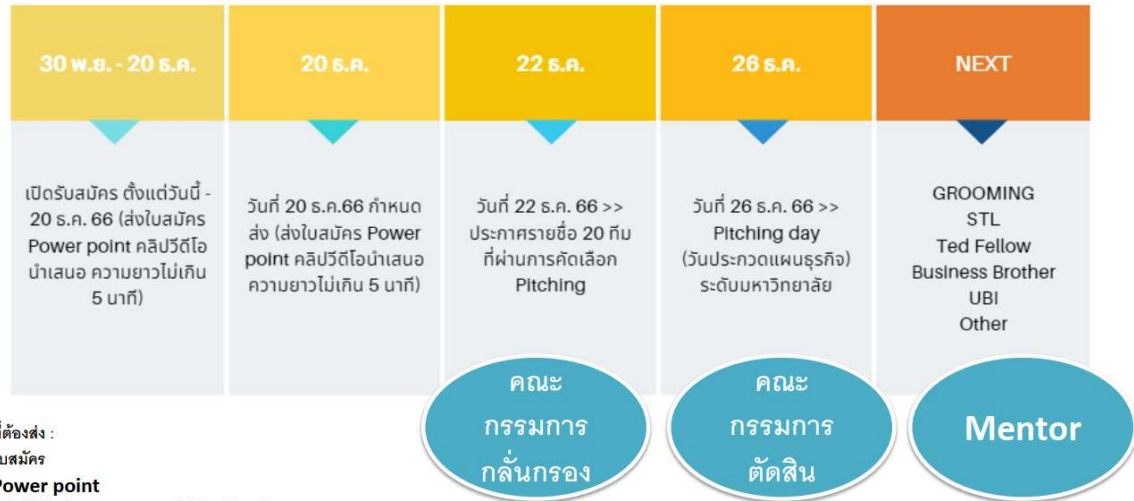 30 พ.ย. - 20 ธ.ค.
20 ธ.ค.
22 ธ.ค.
26 ธ.ค.
NEXT
เปิดรับสมัคร ตั้งแต่วันนี้ -
20 ธ.ค. 66 (ส่งใบสมัคร
Power point คลิปวีดีโอ
นำเสนอ ความยาวไม่เกิน
5 นาที)
วันที่ 20 ธ.ค.66 กำหนด
ส่ง (ส่งใบสมัคร Power
point คลิปวีดีโอนำเสนอ
ความยาวไม่เกิน 5 นาที)
วันที่ 22 ธ.ค. 66 >>
ประกาศรายชื่อ 20 ทีม
ที่ผ่านการคัดเลือก
Pitching
วันที่ 26 ธ.ค. 66 >>
Pitching day
(วันประกวดแผนธุรกิจ)
ระดับมหาวิทยาลัย
GROOMING
STL
Ted Fellow
Business Brother
UBI
Other
คณะ
กรรมการ
กลั่นกรอง
คณะ
กรรมการ
ตัดสิน
Mentor
ต้องส่ง :
บสมัคร
Power point